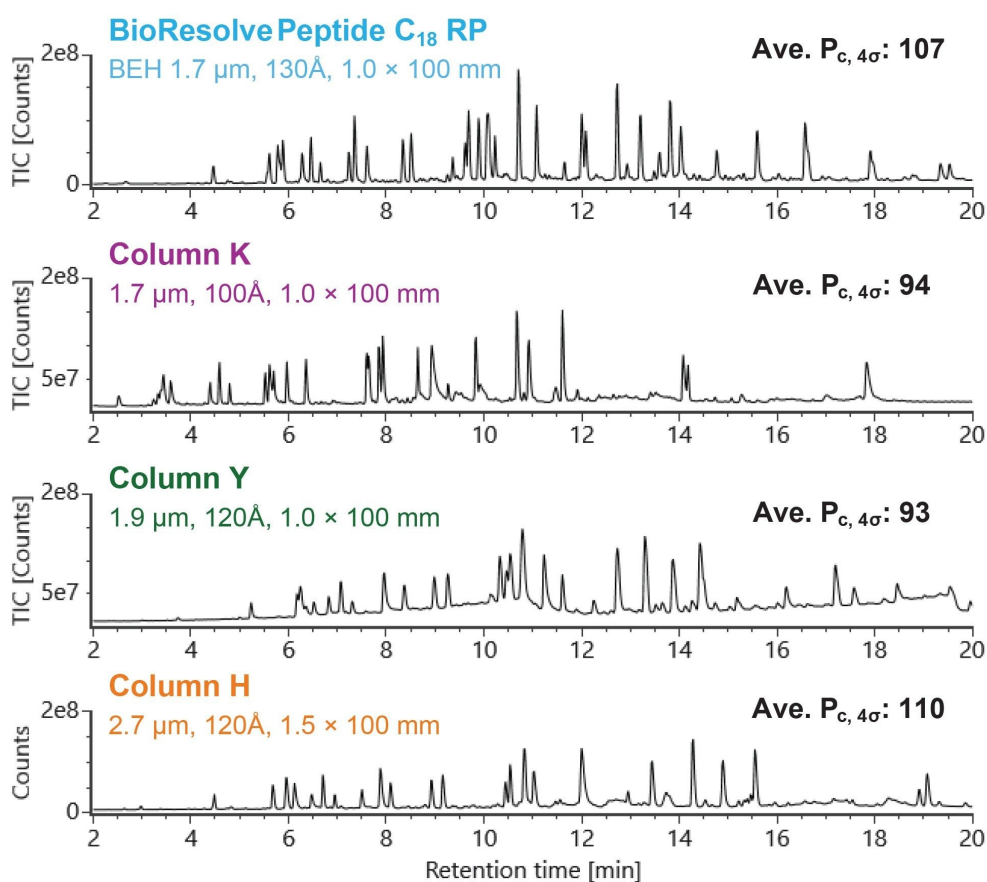 BioResolve Peptide C18 RP
BEH 1.7 µm, 130Å, 1.0 × 100 mm
Ave. Pc, 4σ: 107
TIC [Counts]
2e8
0
2 4 6 8 10 12 14 16 18 20
Column K
1.7 µm, 100Å, 1.0 × 100 mm
Ave. Pc, 4σ: 94
TIC [Counts]
2e8
5e7
2 4 6 8 10 12 14 16 18 20
Column Y
1.9 µm, 120Å, 1.0 × 100 mm
Ave. Pc, 4σ: 93
TIC [Counts]
2e8
5e7
2 4 6 8 10 12 14 16 18 20
Column H
2.7 µm, 120Å, 1.5 × 100 mm
Ave. Pc, 4σ: 110
Counts
2e8
0
2 4 6 8 10 12 14 16 18 20
Retention time [min]